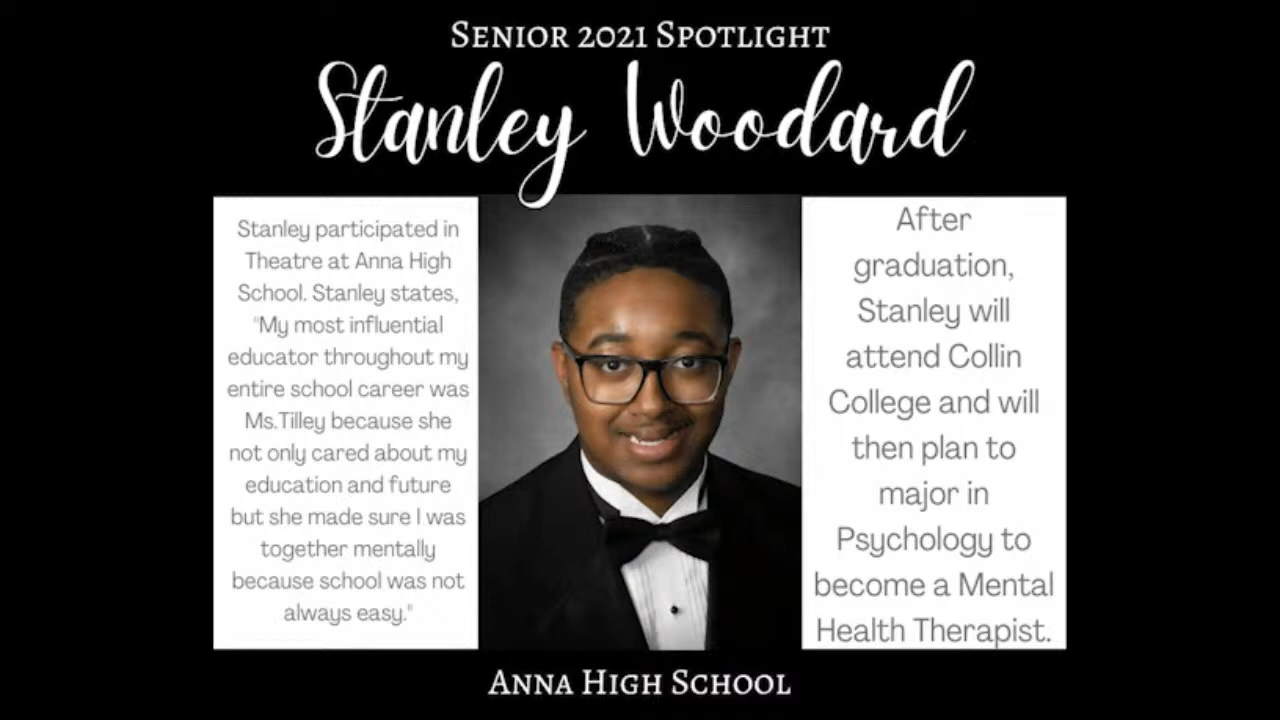 Senior 2021 Spotlight
Stanley Woodard
Stanley participated in
Theatre at Anna High
School. Stanley states,
"My most influential
educator throughout my
entire school career was
Ms.Tilley because she
not only cared about my
education and future
but she made sure I was
together mentally
because school was not
always easy."
After
graduation,
Stanley will
attend Collin
College and will
then plan to
major in
Psychology to
become a Mental
Health Therapist.
Anna High School